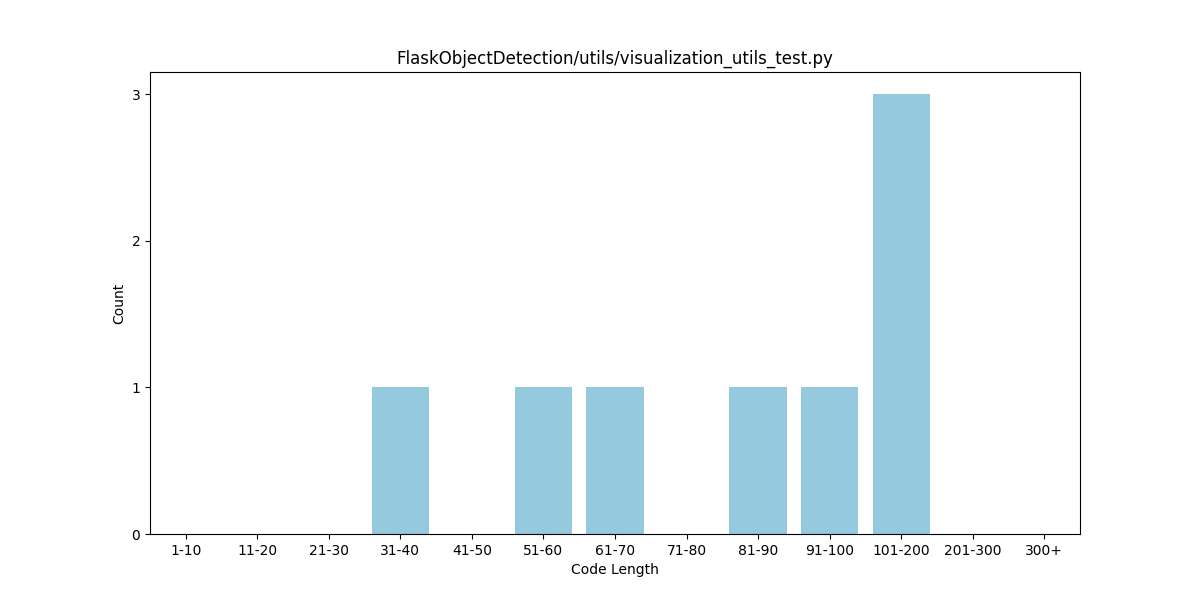 FlaskObjectDetection/utils/visualization_utils_test.py
3
2
1
0
Count
1-10 11-20 21-30 31-40 41-50 51-60 61-70 71-80 81-90 91-100 101-200 201-300 300+
Code Length